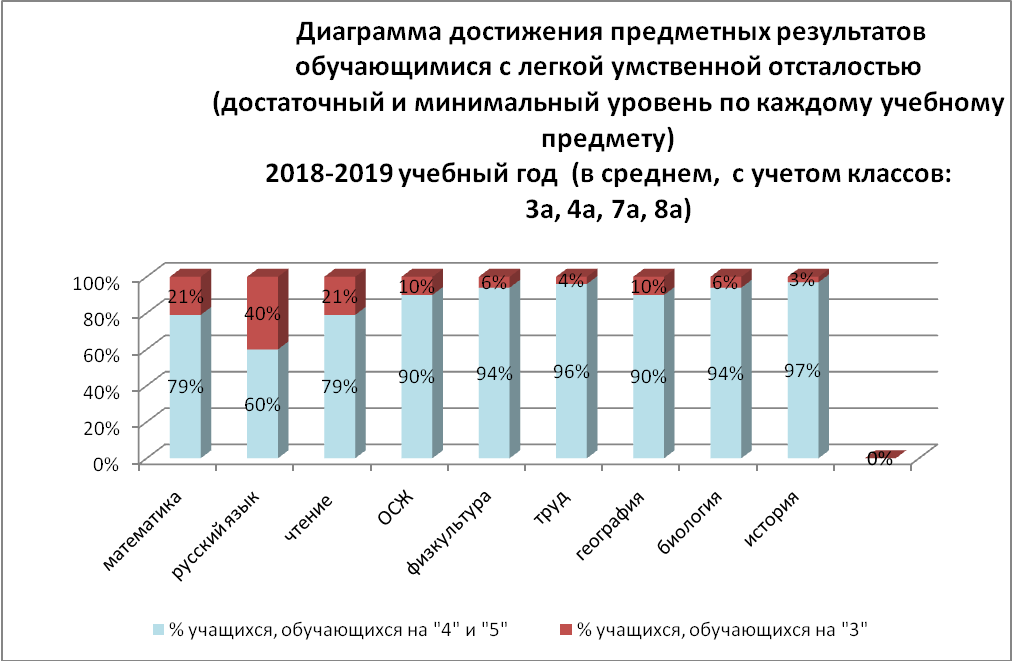 Диаграмма достижения предметных результатов
обучающимися с легкой умственной отсталостью
(достаточный и минимальный уровень по каждому учебному
предмету)
2018-2019 учебный год  (в среднем,  с учетом классов:
3а, 4а, 7а, 8а)
100%
80%
60%
40%
20%
0%
21%
40%
21%
10%
6%
4%
10%
6%
3%
79%
60%
79%
90%
94%
96%
90%
94%
97%
0%
математика
русский язык
чтение
ОСЖ
физкультура
труд
география
биология
история
% учащихся, обучающихся на "4" и "5"
% учащихся, обучающихся на "3"